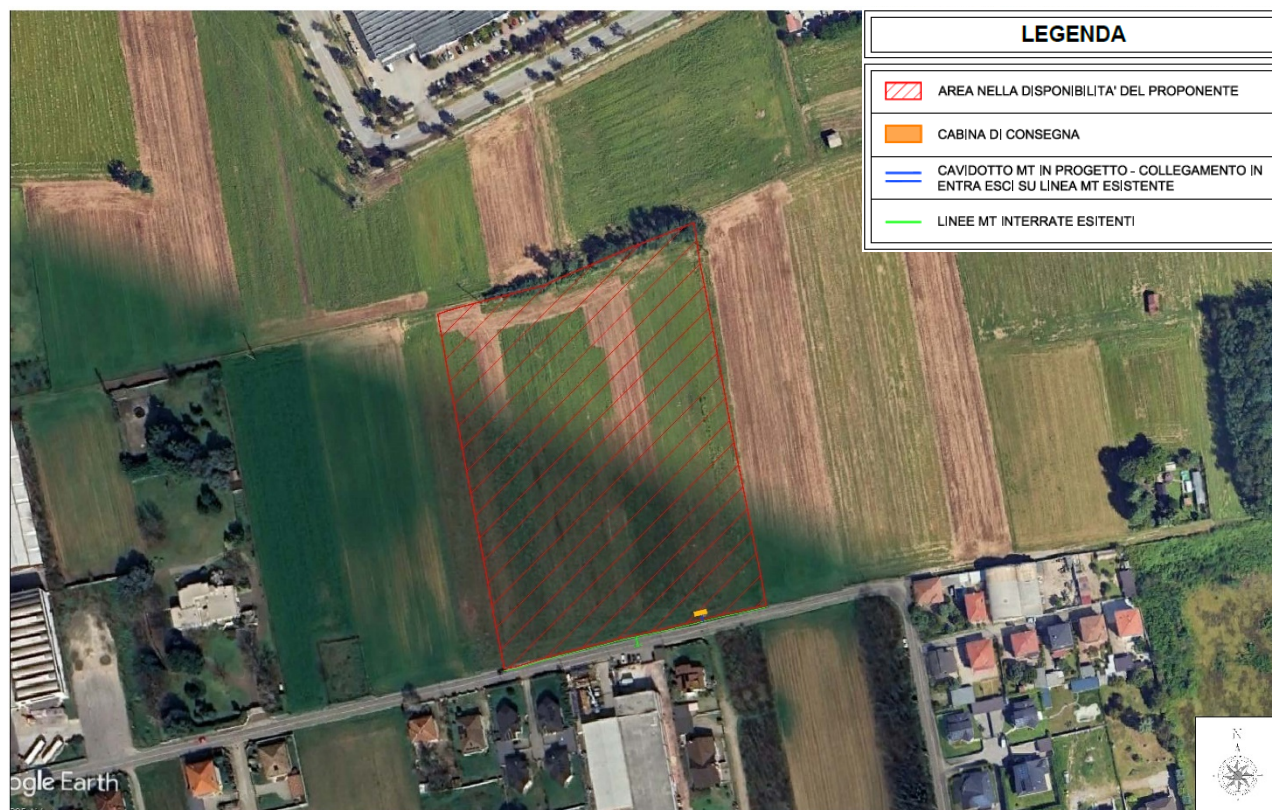 LEGENDA
AREA NELLA DISPONIBILITA' DEL PROPONENTE
CABINA DI CONSEGNA
CAVIDOTTO MT IN PROGETTO - COLLEGAMENTO IN
ENTRA ESCI SU LINEA MT ESISTENTE
LINEE MT INTERRATE ESITENTI
N
ogle Earth